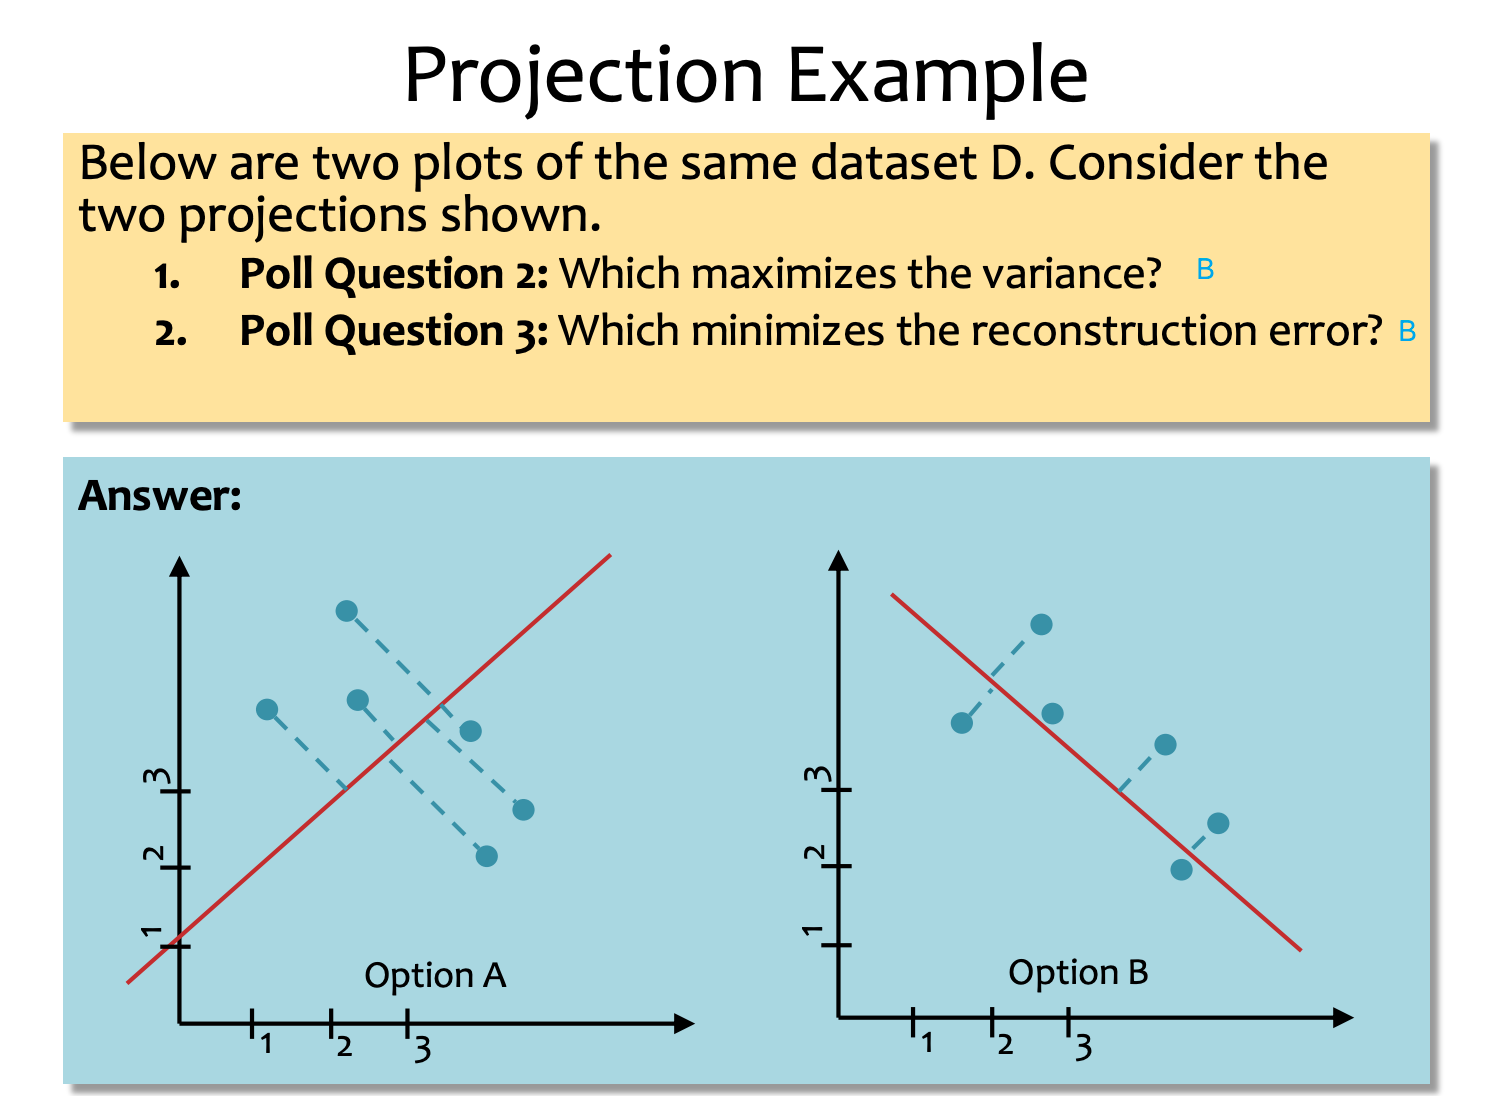 Projection Example
Below are two plots of the same dataset D. Consider the
two projections shown.
1. Poll Question 2: Which maximizes the variance? B
2. Poll Question 3: Which minimizes the reconstruction error? B
Answer:
3
2
1
Option A
1 2 3
3
2
1
Option B
1 2 3